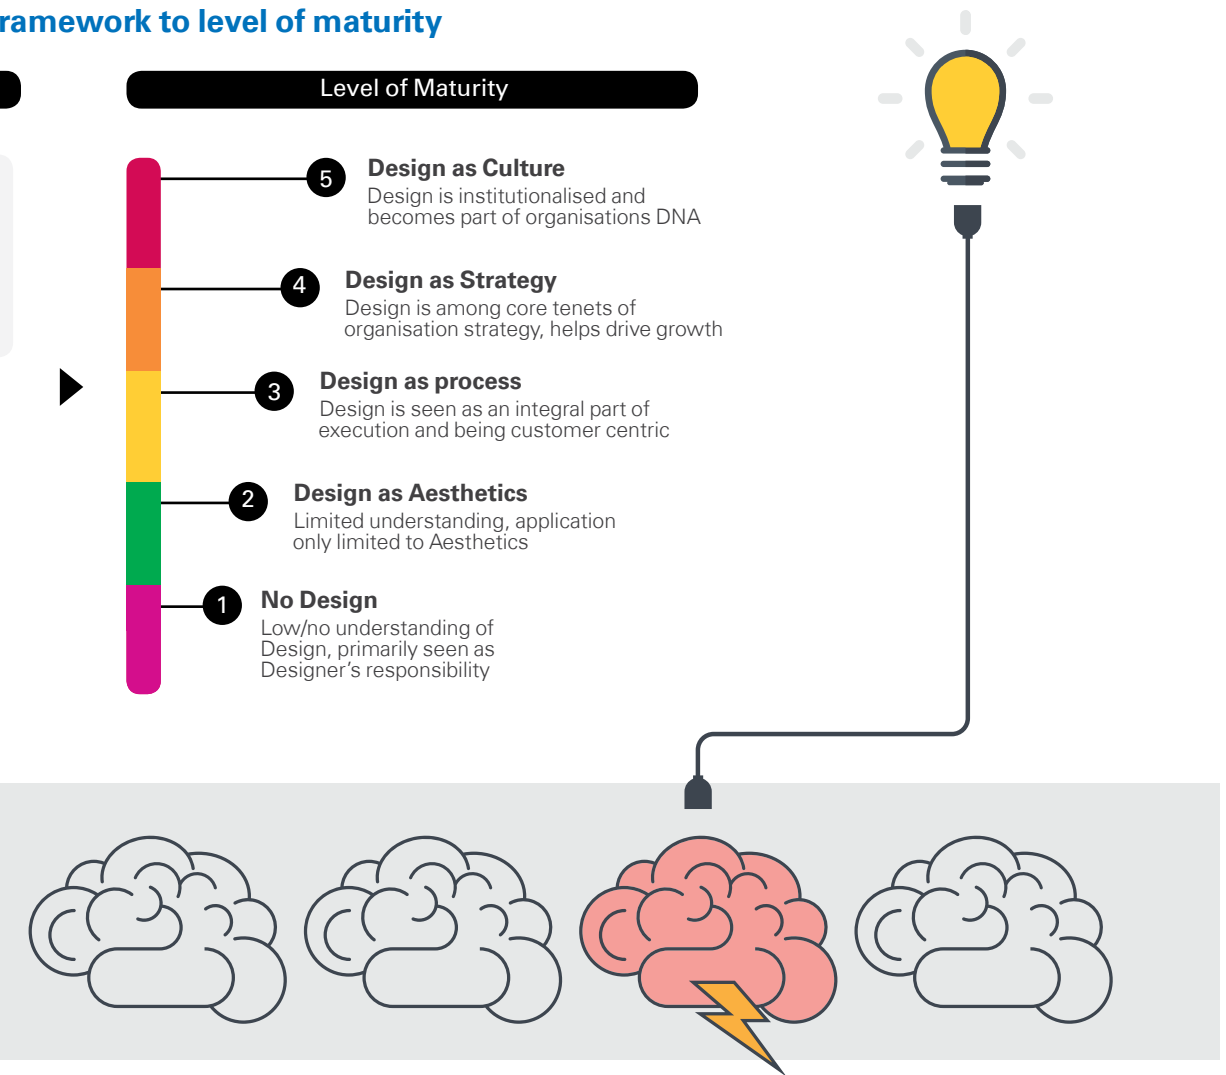 ramework to level of maturity
Level of Maturity
5
Design as Culture
Design is institutionalised and
becomes part of organisations DNA
4
Design as Strategy
Design is among core tenets of
organisation strategy, helps drive growth
3
Design as process
Design is seen as an integral part of
execution and being customer centric
2
Design as Aesthetics
Limited understanding, application
only limited to Aesthetics
1
No Design
Low/no understanding of
Design, primarily seen as
Designer’s responsibility